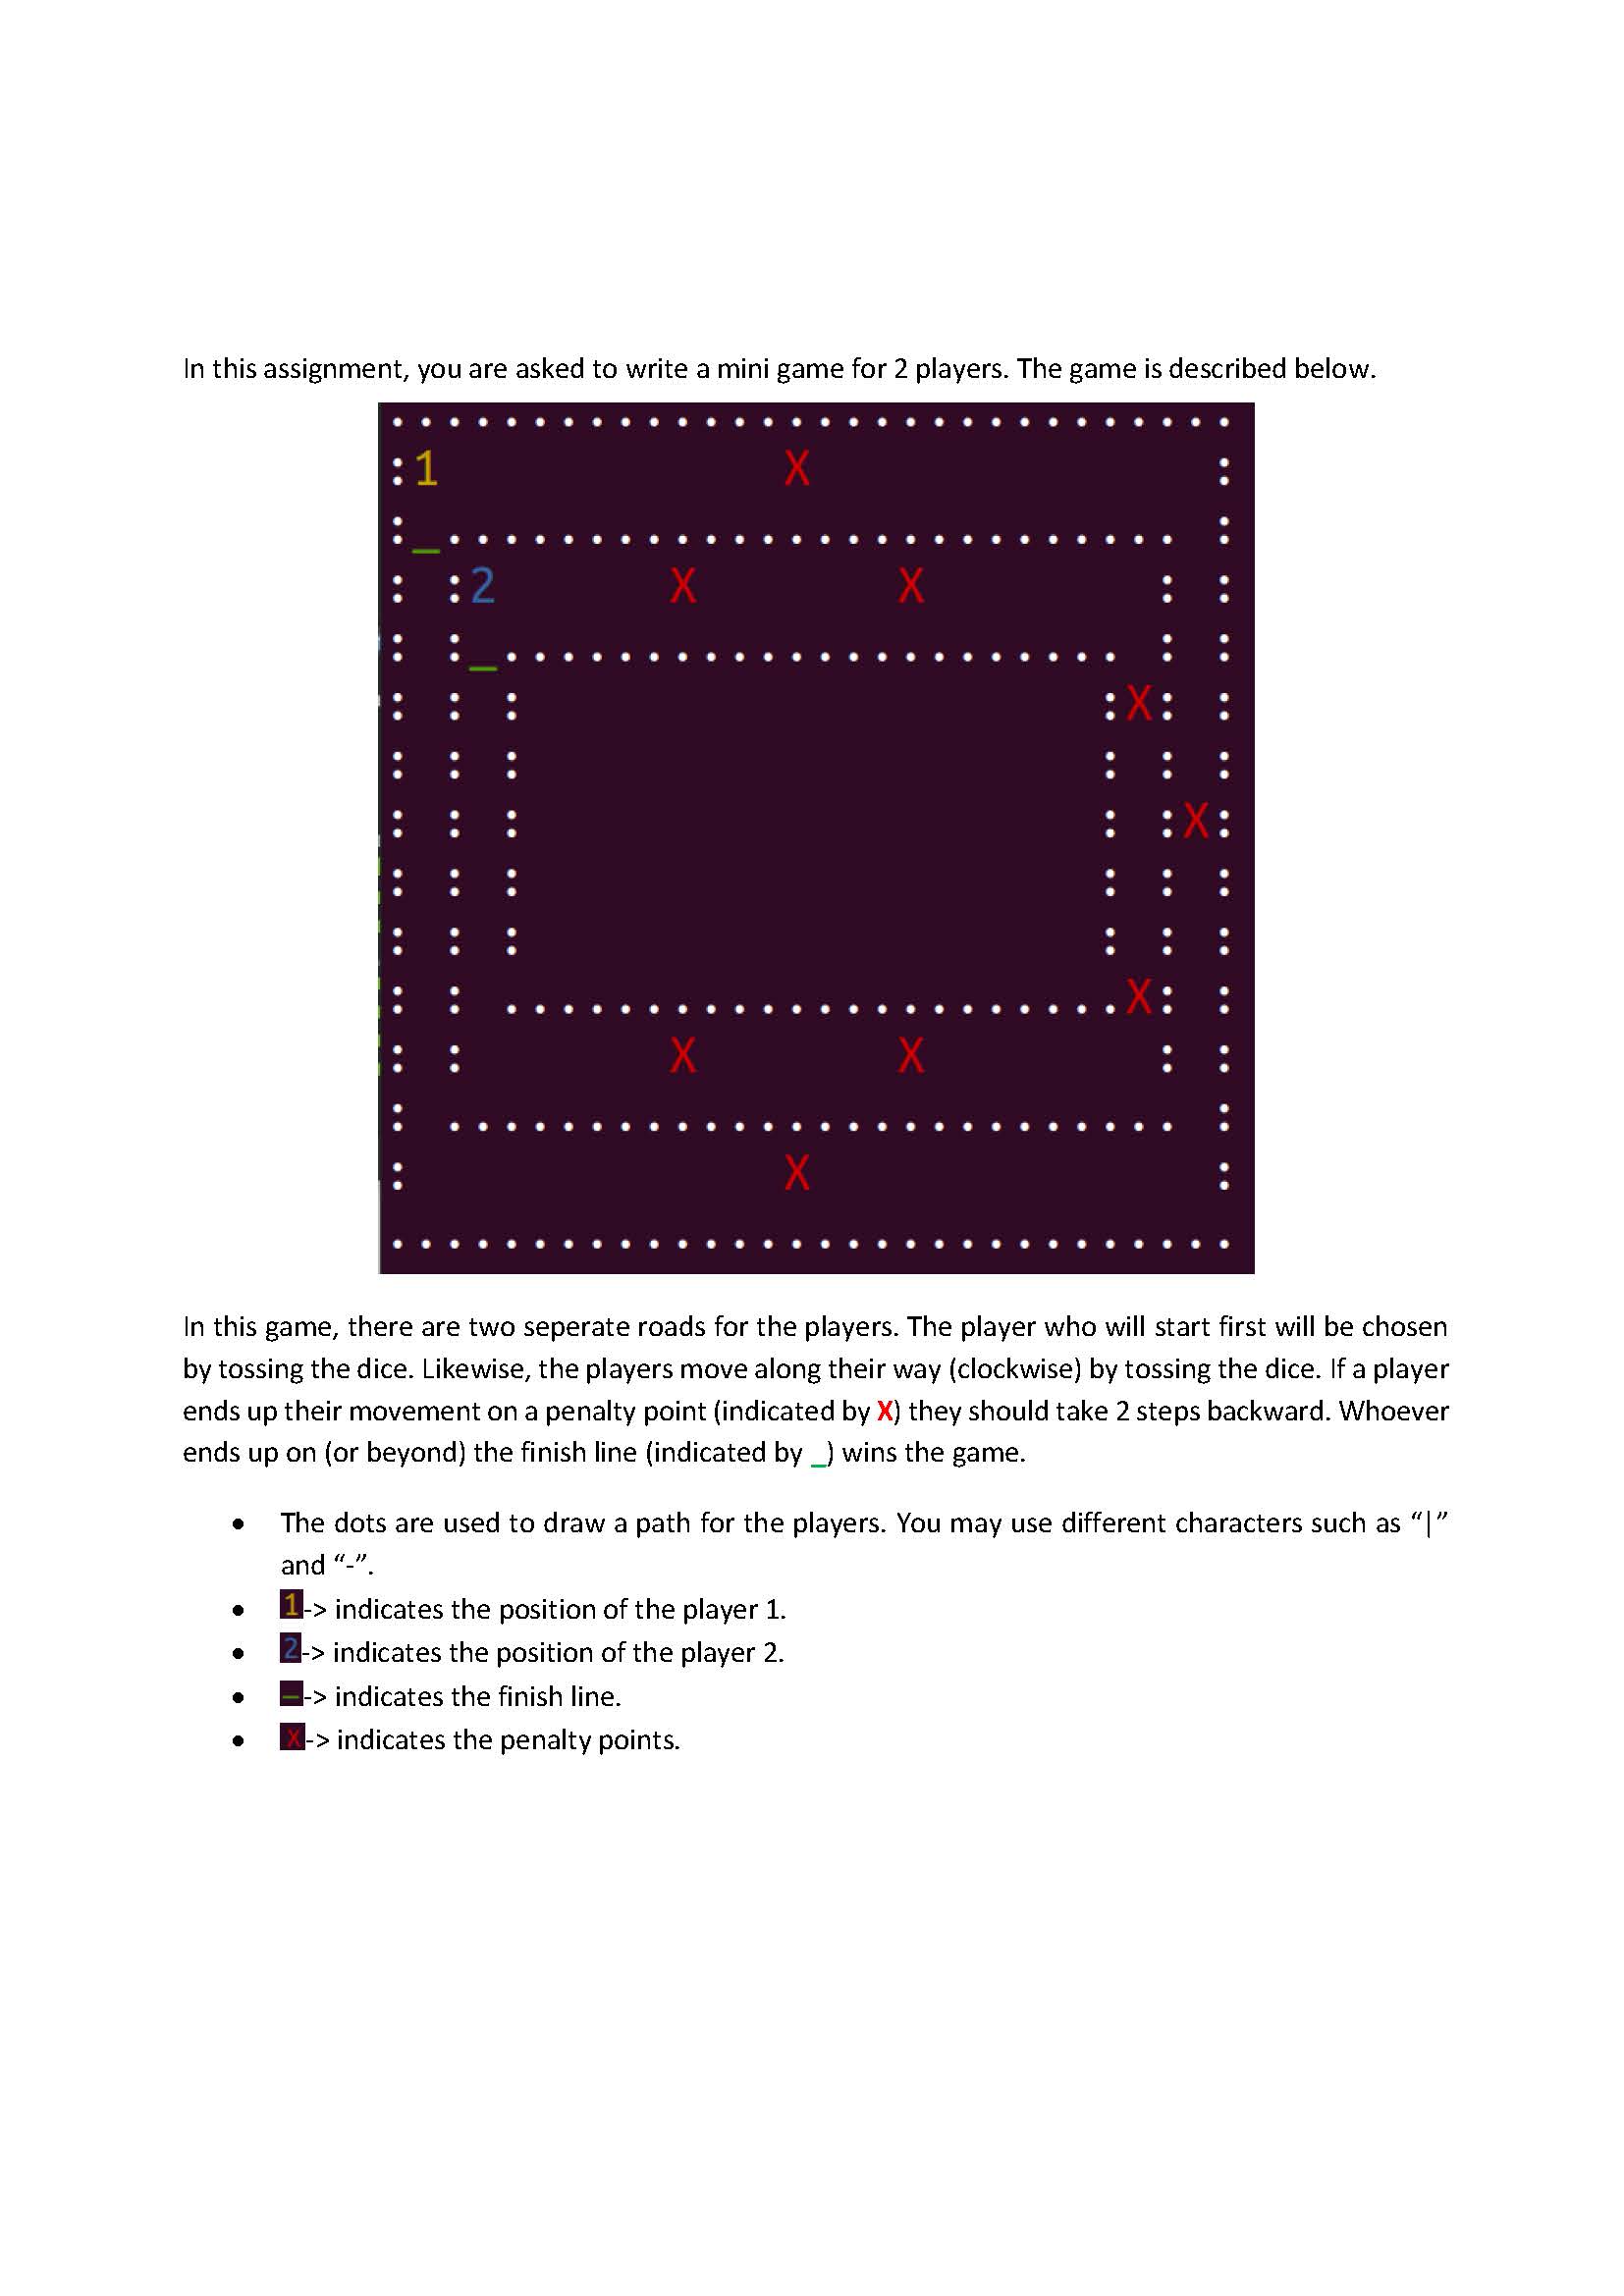 In this assignment, you are asked to write a mini game for 2 players. The game is described below.
. . . . . . . . . . . . . . . . . . . . . . . . . . . . . .
:1            X               :
:_. . . . . . . . . . . . . . . . . . . . . . . . . . :
: :2       X       X         : :
: :_. . . . . . . . . . . . . . . . . . . . . . : :
: : :                     :X: :
: : :                     : : :
: : :                     : :X:
: : :                     : : :
: : :                     : : :
: : . . . . . . . . . . . . . . . . . . . . . .X: :
: :       X       X         : :
: . . . . . . . . . . . . . . . . . . . . . . . . . . :
:             X               :
. . . . . . . . . . . . . . . . . . . . . . . . . . . . . .
In this game, there are two seperate roads for the players. The player who will start first will be chosen
by tossing the dice. Likewise, the players move along their way (clockwise) by tossing the dice. If a player
ends up their movement on a penalty point (indicated by X) they should take 2 steps backward. Whoever
ends up on (or beyond) the finish line (indicated by _) wins the game.
• The dots are used to draw a path for the players. You may use different characters such as “|”
and “-”.
• 1-> indicates the position of the player 1.
• 2-> indicates the position of the player 2.
• _-> indicates the finish line.
• X-> indicates the penalty points.